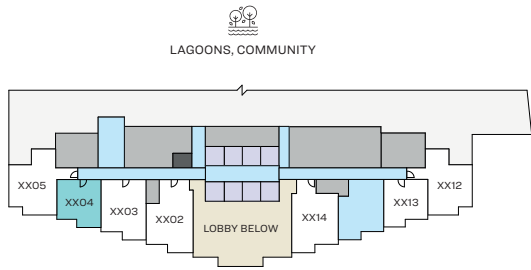 LAGOONS, COMMUNITY
XX05
XX04
XX03
XX02
LOBBY BELOW
XX14
XX13
XX12